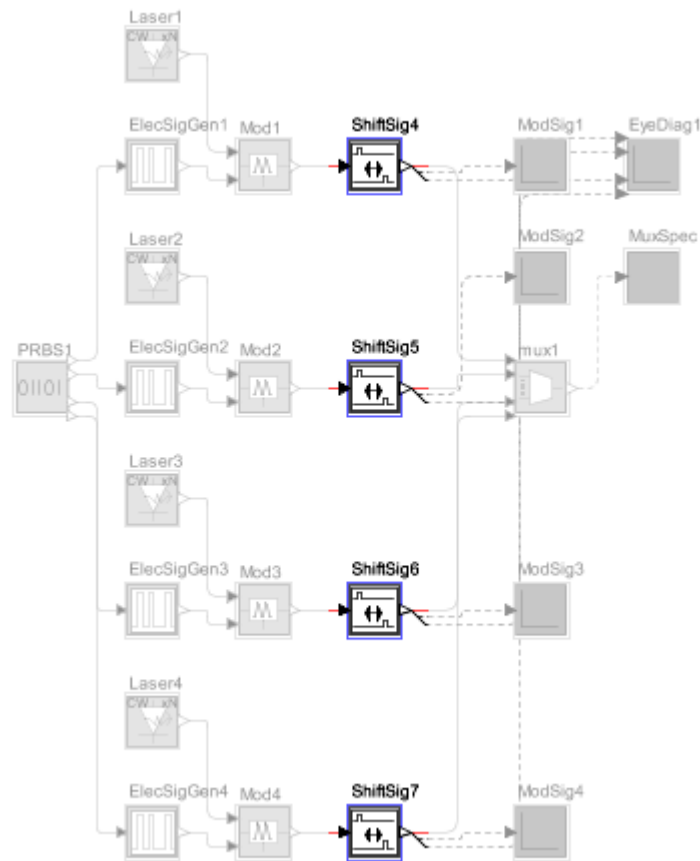 Laser1
CW xN
ElecSigGen1
Mod1
ShiftSig4
ModSig1
EyeDiag1
Laser2
CW xN
ModSig2
MuxSpec
PRBS1
01101
ElecSigGen2
Mod2
ShiftSig5
mux1
Laser3
CW xN
ElecSigGen3
Mod3
ShiftSig6
ModSig3
Laser4
CW xN
ElecSigGen4
Mod4
ShiftSig7
ModSig4